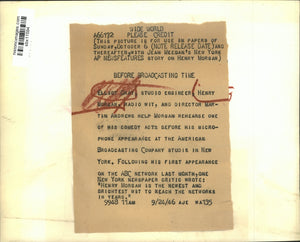 WIDE WORLD
A66192 PLEASE CREDIT
(THIS PICTURE IS FOR USE IN PAPERS OF
SUNDAY, OCTOBER 6 (NOTE RELEASE DATE) AND
THEREAFTER, WITH JEAN MEEGAN'S NEW YORK
AP NEWSFEATURES STORY ON HENRY MORGAN)
BEFORE BROADCASTING TIME
STUDIO ENGINEER, HENRY
MORGAN, RADIO WIT, AND DIRECTOR MAR-
TIN ANDREWS HELP MORGAN REHEARSE ONE
OF HIS COMEDY ACTS BEFORE HIS MICRO-
PHONE APPEARANCE AT THE AMERICAN
BROADCASTING COMPANY STUDIO IN NEW
YORK. FOLLOWING HIS FIRST APPEARANCE
ON THE ABC NETWORK LAST MONTH, ONE
NEW YORK NEWSPAPER CRITIC WROTE:
"HENRY MORGAN IS THE NEWEST AND
BRIGHTEST WIT TO REACH THE NETWORKS
IN YEARS."
9/24/46 AJE